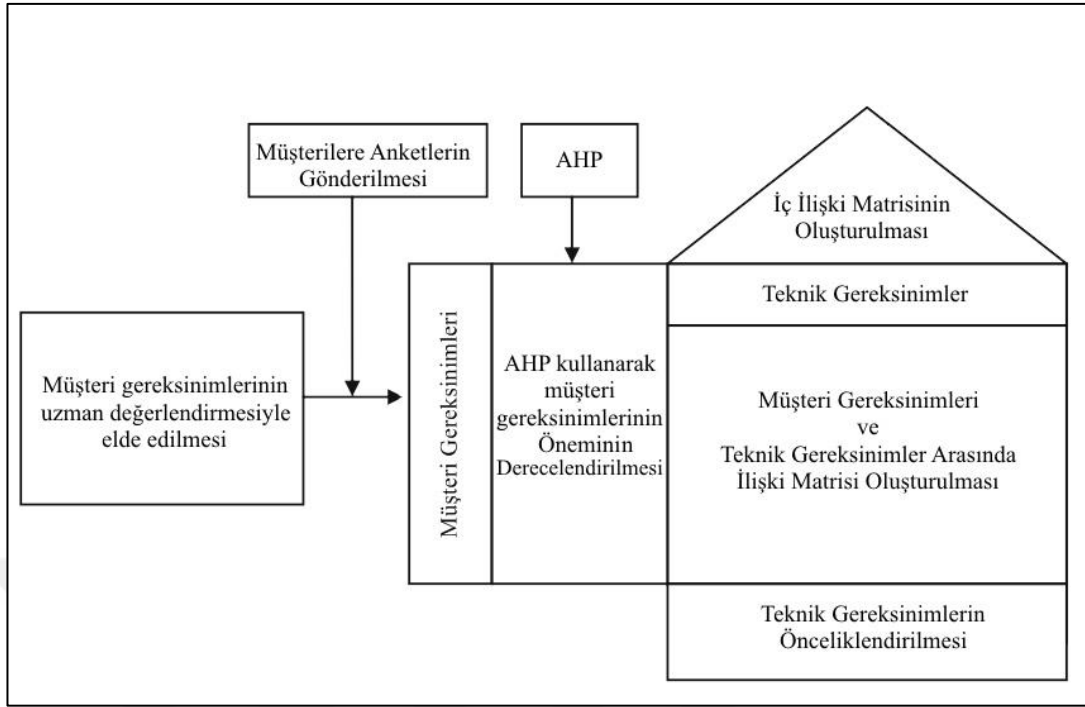 Müşterilere Anketlerin
Gönderilmesi
AHP
İç İlişki Matrisinin
Oluşturulması
Teknik Gereksinimler
Müşteri gereksinimlerinin
uzman değerlendirmesiyle
elde edilmesi
Müşteri Gereksinimleri
AHP kullanarak
müşteri
gereksinimlerinin
Öneminin
Derecelendirilmesi
Müşteri Gereksinimleri
ve
Teknik Gereksinimler Arasında
İlişki Matrisi Oluşturulması
Teknik Gereksinimlerin
Önceliklendirilmesi